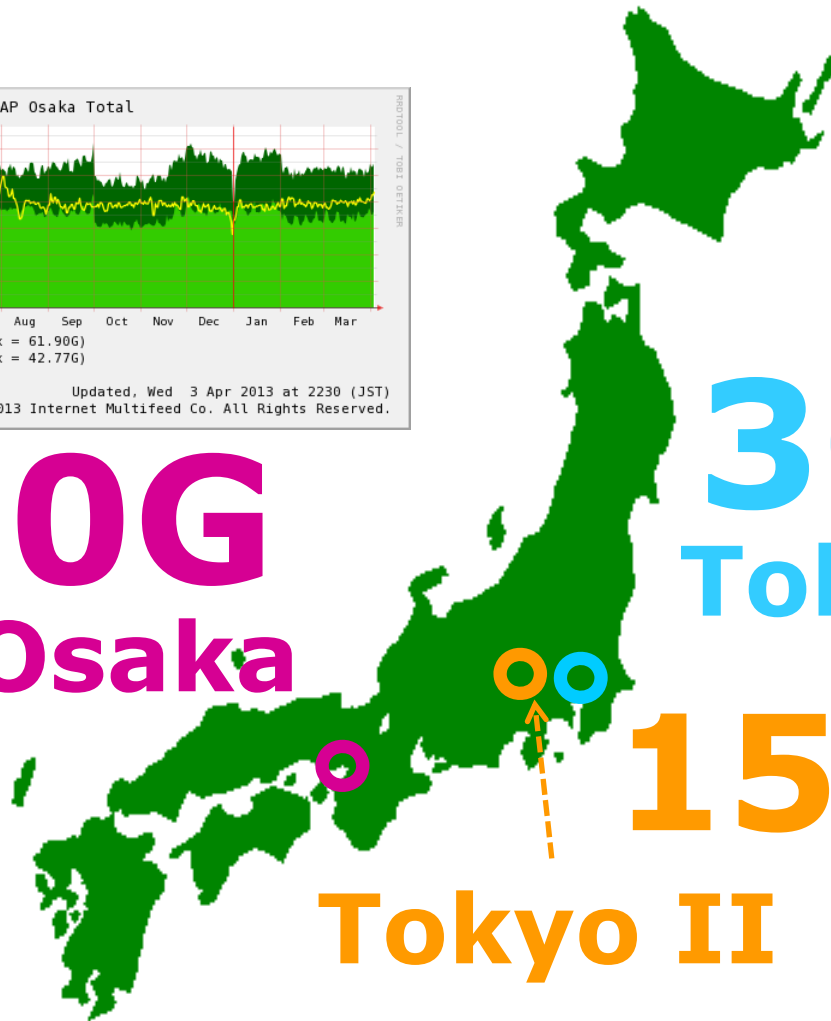 AP Osaka Total
RRDTOOL / TOBI OETIKER
Aug Sep Oct Nov Dec Jan Feb Mar
x = 61.90G)
x = 42.77G)
Updated, Wed  3 Apr 2013 at 2230 (JST)
013 Internet Multifeed Co. All Rights Reserved.
0G
Osaka
3
Tok
15
Tokyo II